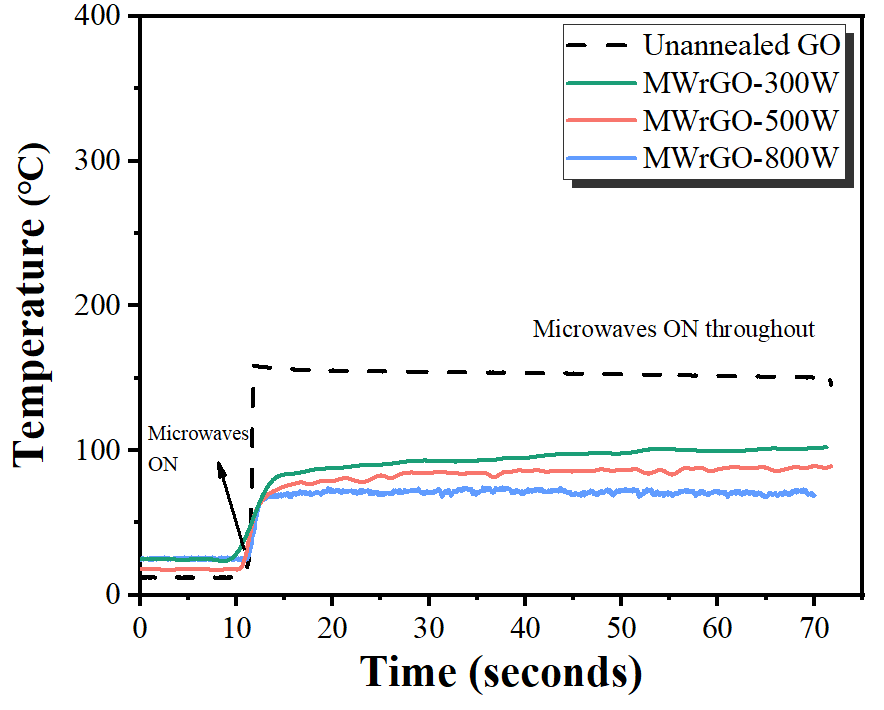 400
300
200
100
0
Temperature (°C)
Unannealed GO
MWrGO-300W
MWrGO-500W
MWrGO-800W
Microwaves ON throughout
Microwaves
ON
0 10 20 30 40 50 60 70
Time (seconds)